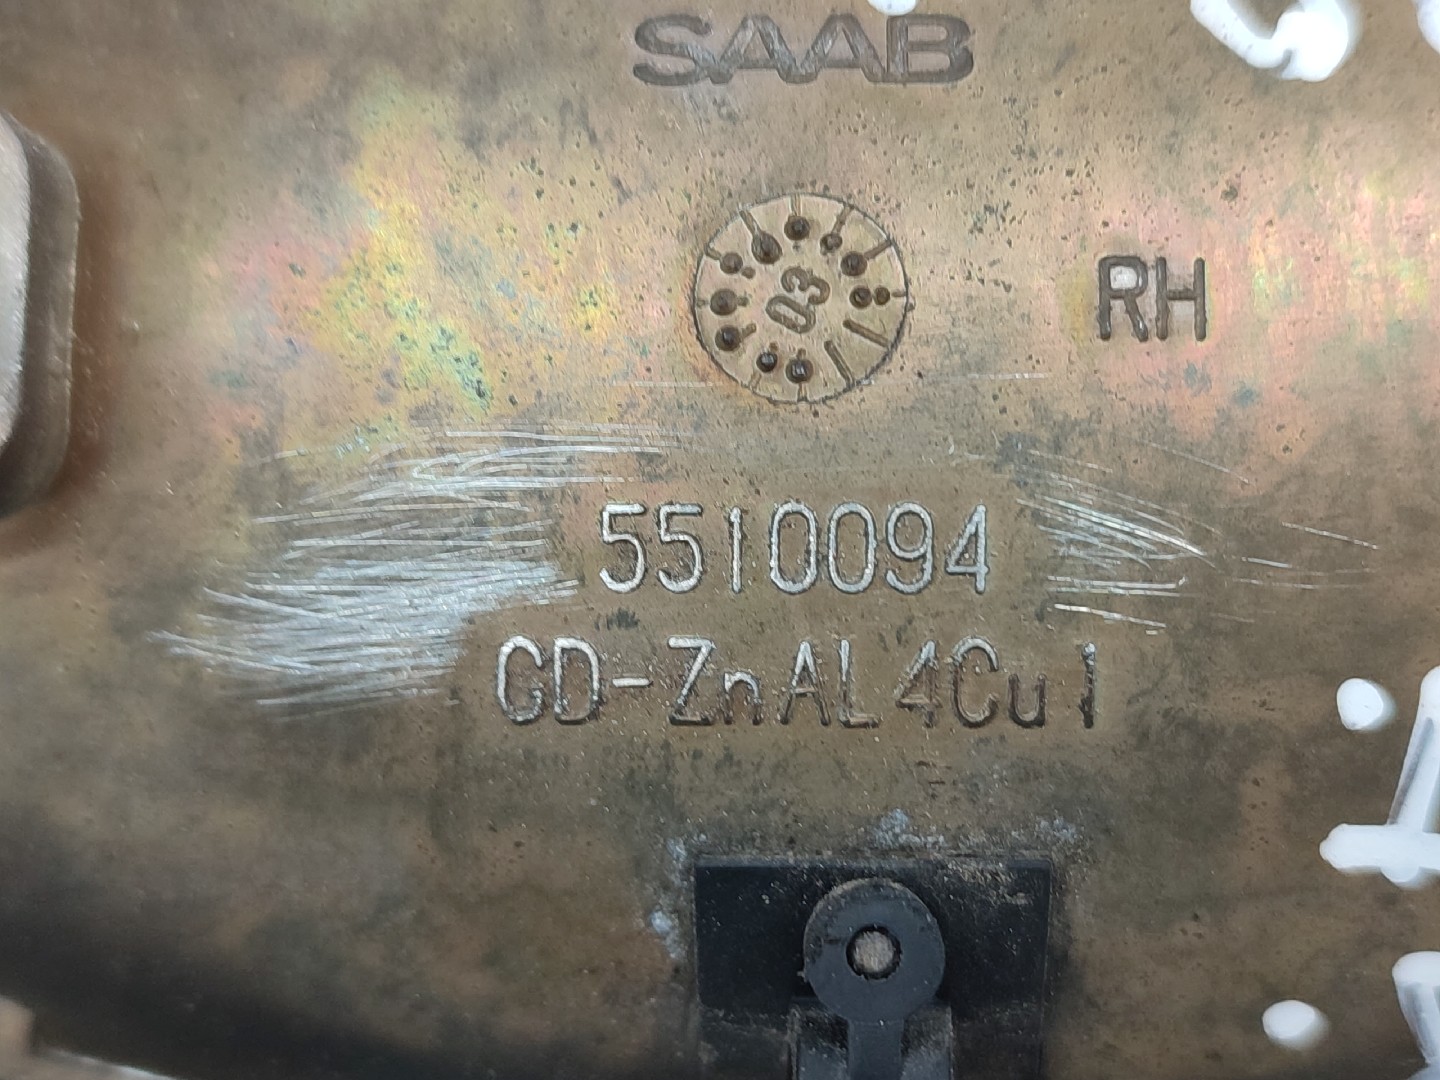 SAAB
03
RH
5510094
GD-ZnAL4Cu1